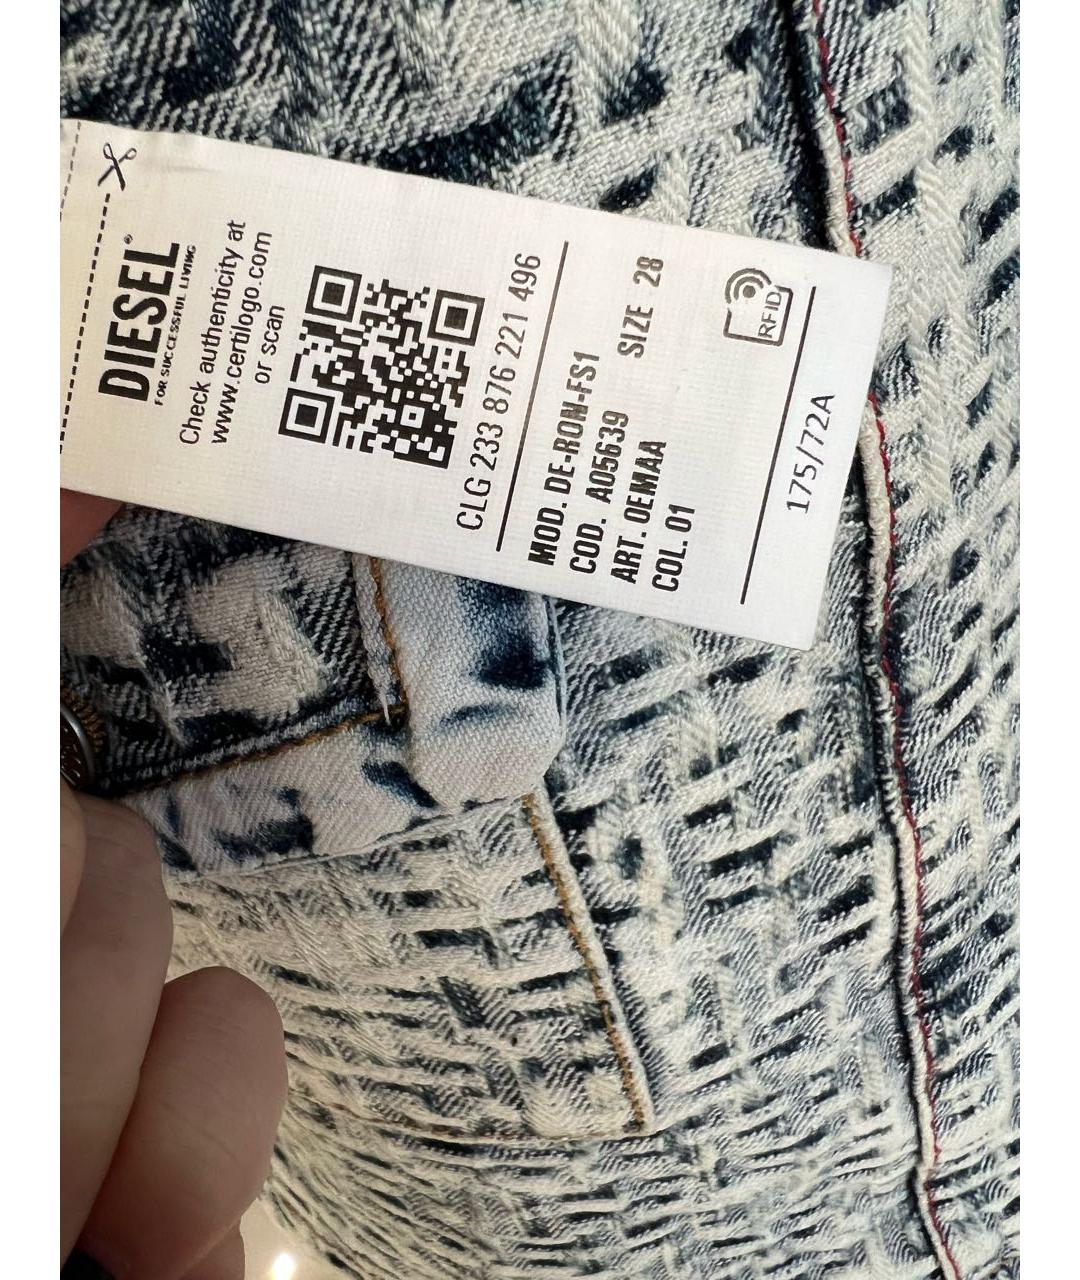 DIESEL®
FOR SUCCESSFUL LIVING
Check authenticity at
www.certilogo.com
or scan
CLG 233 876 221 496
MOD. DE-RON-FS1
COD. A05639 SIZE 28
ART. 0EMAA
COL. 01
RFID
175/72A